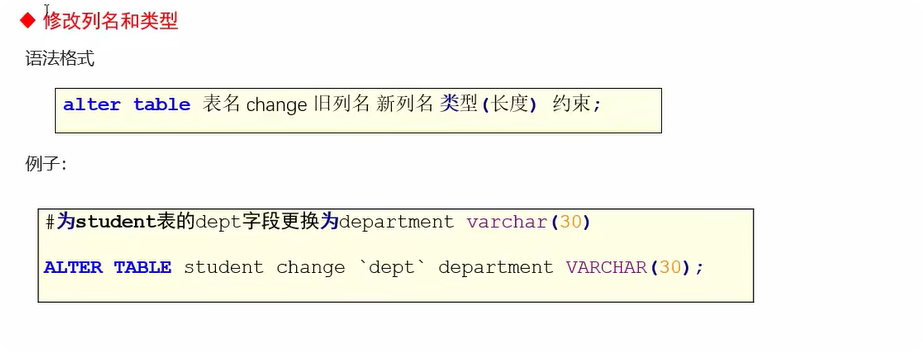 ◆ 修改列名和类型
语法格式
alter table 表名 change 旧列名 新列名 类型(长度) 约束;
例子：
#为student表的dept字段更换为department varchar(30)
ALTER TABLE student change `dept` department VARCHAR(30);